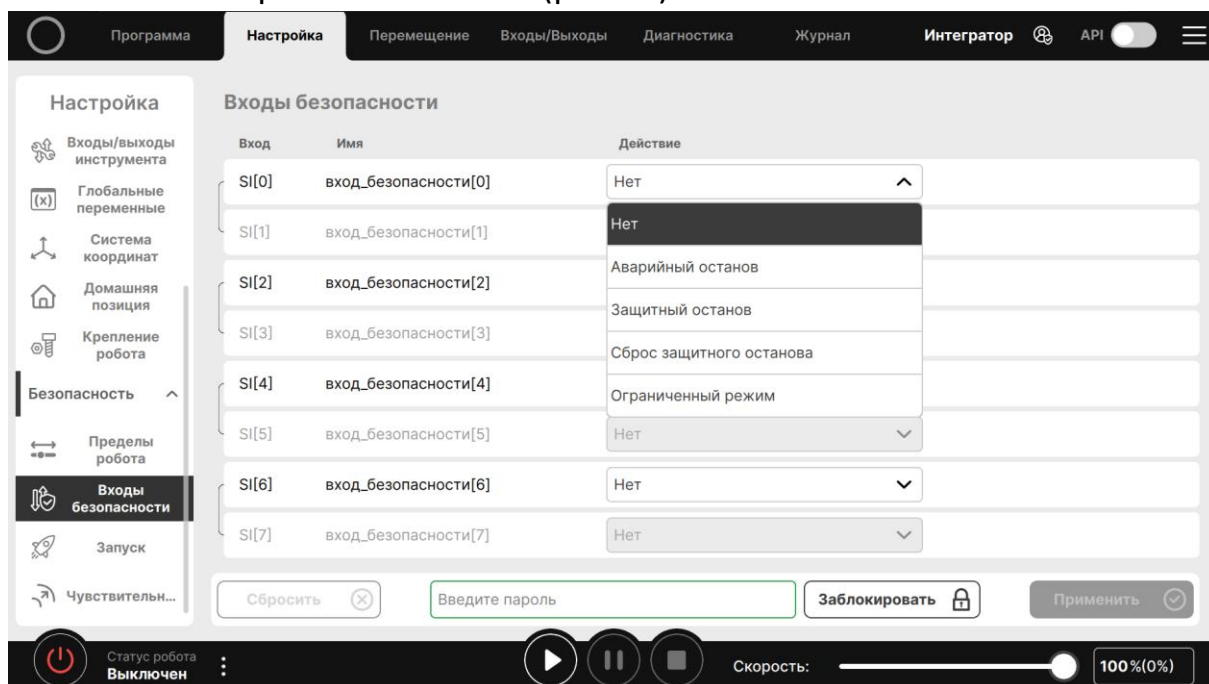 Программа
Настройка
Перемещение
Входы/Выходы
Диагностика
Журнал
Интегратор
API
Настройка
Входы/выходы
инструмента
Глобальные
переменные
(x)
Система
координат
Домашняя
позиция
Крепление
робота
Безопасность
Пределы
робота
Входы
безопасности
Запуск
Чувствительн...
Входы безопасности
Вход Имя Действие
SI[0] вход_безопасности[0] Нет
SI[1] вход_безопасности[1]
SI[2] вход_безопасности[2]
SI[3] вход_безопасности[3]
SI[4] вход_безопасности[4]
SI[5] вход_безопасности[5] Нет
SI[6] вход_безопасности[6] Нет
SI[7] вход_безопасности[7] Нет
Нет
Аварийный останов
Защитный останов
Сброс защитного останова
Ограниченный режим
Сбросить
Введите пароль
Заблокировать
Применить
Статус робота
Выключен
Скорость:
100%(0%)